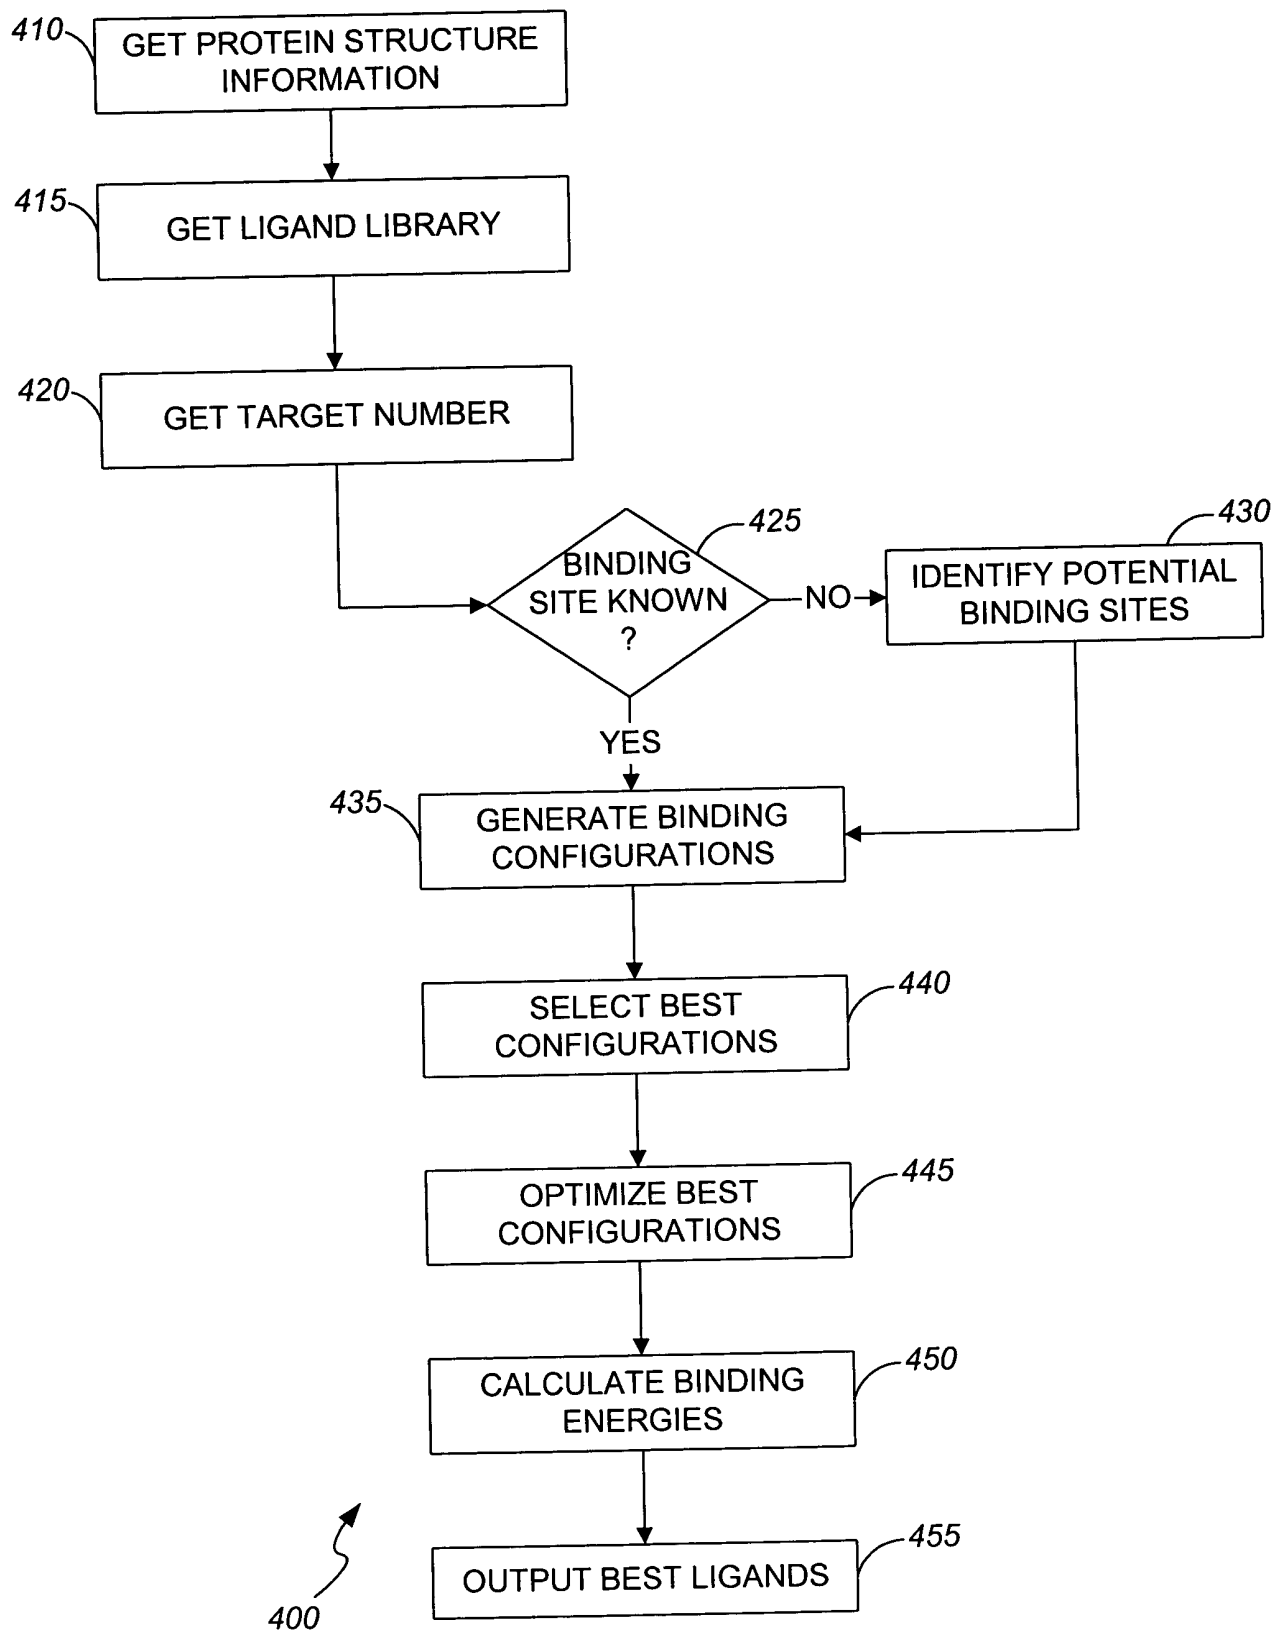 410
GET PROTEIN STRUCTURE
INFORMATION
415
GET LIGAND LIBRARY
420
GET TARGET NUMBER
425
BINDING
SITE KNOWN
?
NO
430
IDENTIFY POTENTIAL
BINDING SITES
YES
435
GENERATE BINDING
CONFIGURATIONS
440
SELECT BEST
CONFIGURATIONS
445
OPTIMIZE BEST
CONFIGURATIONS
450
CALCULATE BINDING
ENERGIES
455
OUTPUT BEST LIGANDS
400